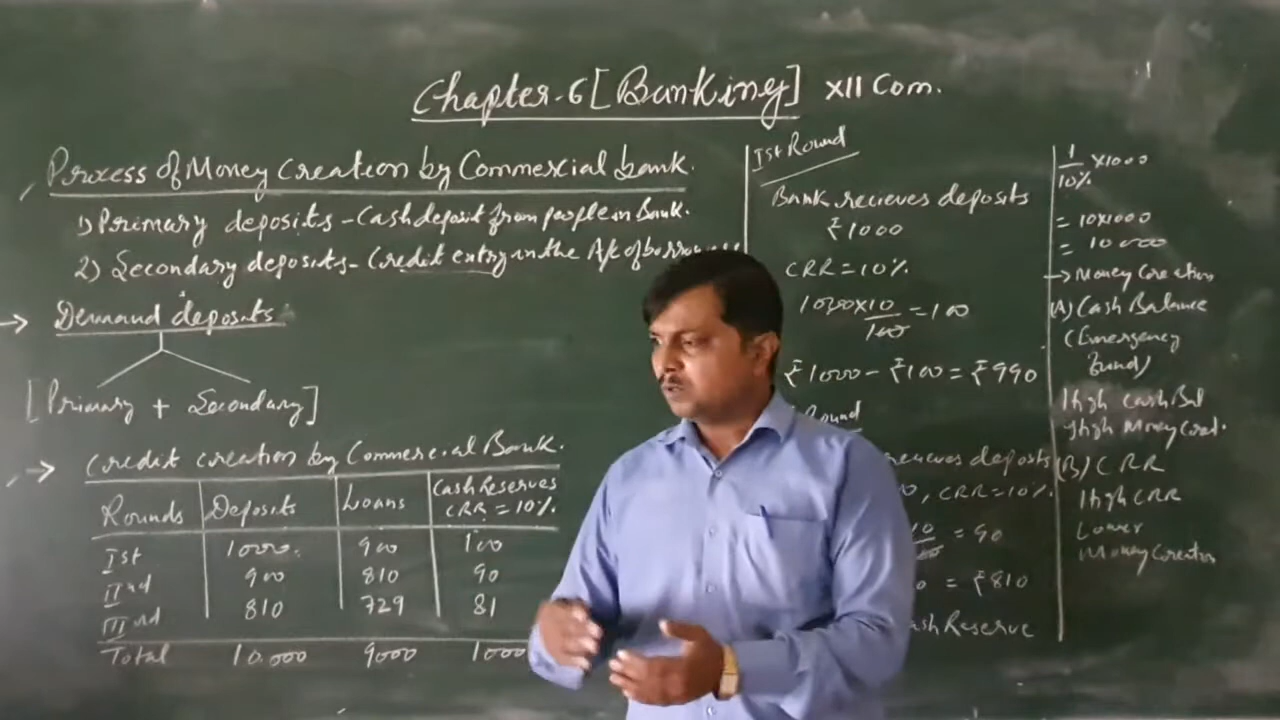 Chapter-6 [Banking] XII Com.
Process of Money Creation by Commercial bank.
1) Primary deposits - Cash deposit from people in Bank.
2) Secondary deposits - Credit entry in the A/c of borrowers
Demand deposits
[Primary + Secondary]
Credit creation by Commercial Bank.
Rounds Deposits Loans Cash Reserves CRR = 10%
Ist 1000 900 100
IInd 900 810 90
IIIrd 810 729 81
Total 10.000 9000 1000
Ist Round
Bank recieves deposits
₹1000
CRR = 10%
1000 x 10/100 = 100
₹1000 - ₹100 = ₹990
Round
recieves deposits
, CRR = 10%
= 90
= ₹810
Cash Reserve
1/10% x 1000
= 10 x 1000
= 10000
→ Money Creation
(A) Cash Balance
(Emergency
Fund)
High Cash Bal
High Money Creat.
(B) CRR
High CRR
Lower
Money Creation